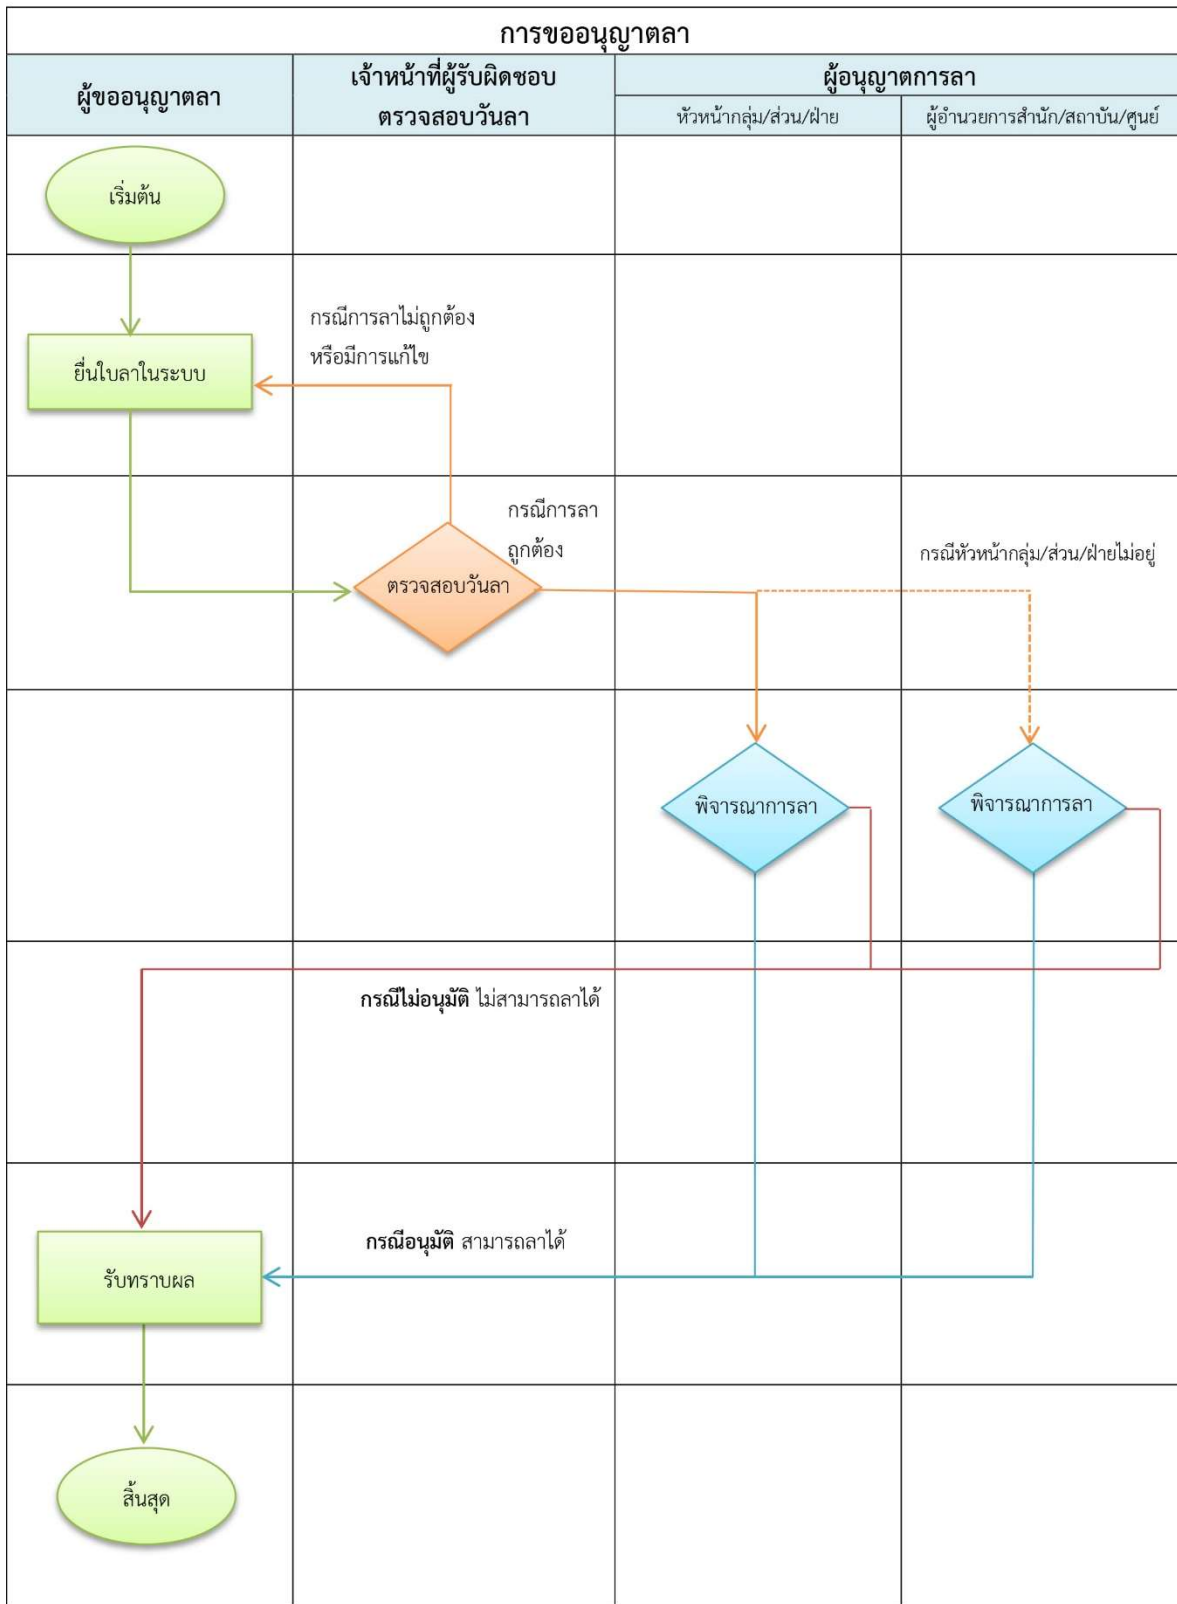 การขออนุญาตลา
ผู้ขออนุญาตลา
เจ้าหน้าที่ผู้รับผิดชอบ
ตรวจสอบวันลา
ผู้อนุญาตการลา
หัวหน้ากลุ่ม/ส่วน/ฝ่าย
ผู้อำนวยการสำนัก/สถาบัน/ศูนย์
เริ่มต้น
กรณีการลาไม่ถูกต้อง
หรือมีการแก้ไข
ยื่นใบลาในระบบ
กรณีการลา
ถูกต้อง
กรณีหัวหน้ากลุ่ม/ส่วน/ฝ่ายไม่อยู่
ตรวจสอบวันลา
พิจารณาการลา
พิจารณาการลา
กรณีไม่อนุมัติ ไม่สามารถลาได้
กรณีอนุมัติ สามารถลาได้
รับทราบผล
สิ้นสุด